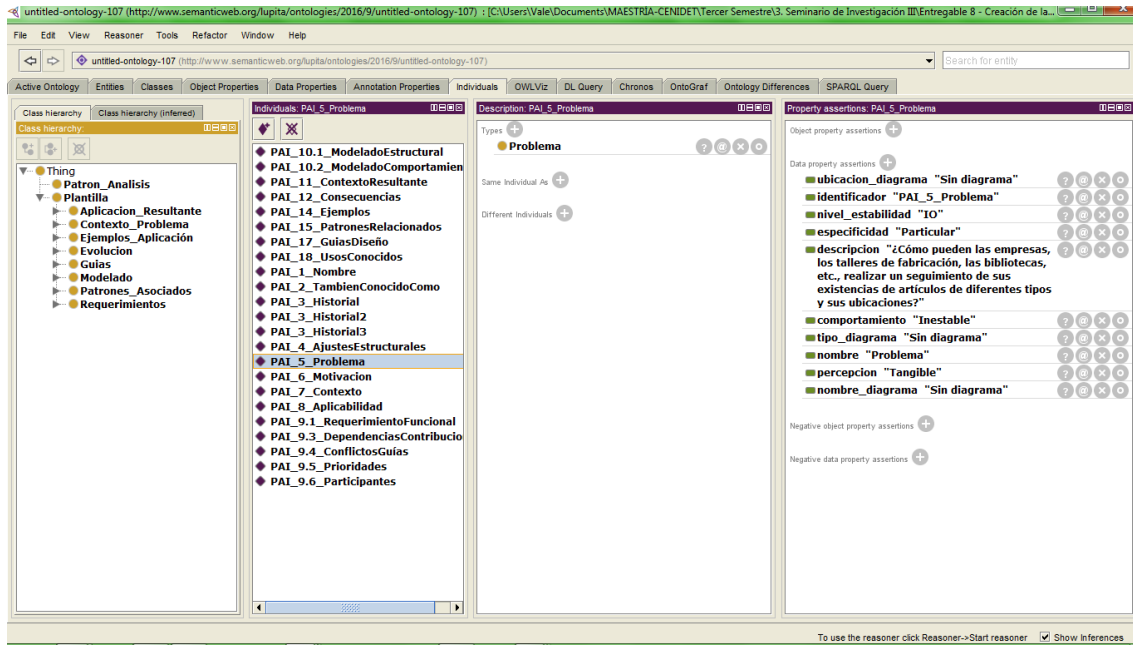 untitled-ontology-107 (http://www.semanticweb.org/lupita/ontologies/2016/9/untitled-ontology-107) : [C:\Users\Vale\Documents\MAESTRIA-CENIDET\Tercer Semestre\3. Seminario de Investigación III\Entregable 8 - Creación de la...
File Edit View Reasoner Tools Refactor Window Help
untitled-ontology-107 (http://www.semanticweb.org/lupita/ontologies/2016/9/untitled-ontology-107)
Search for entity
Active Ontology Entities Classes Object Properties Data Properties Annotation Properties Individuals OWLViz DL Query Chronos OntoGraf Ontology Differences SPARQL Query
Class hierarchy Class hierarchy (inferred)
Class hierarchy:
Thing
Patron_Analisis
Plantilla
Aplicacion_Resultante
Contexto_Problema
Ejemplos_Aplicación
Evolucion
Guias
Modelado
Patrones_Asociados
Requerimientos
Individuals: PAI_5_Problema
PAI_10.1_ModeladoEstructural
PAI_10.2_ModeladoComportamien
PAI_11_ContextoResultante
PAI_12_Consecuencias
PAI_14_Ejemplos
PAI_15_PatronesRelacionados
PAI_17_GuiasDiseño
PAI_18_UsosConocidos
PAI_1_Nombre
PAI_2_TambienConocidoComo
PAI_3_Historial
PAI_3_Historial2
PAI_3_Historial3
PAI_4_AjustesEstructurales
PAI_5_Problema
PAI_6_Motivacion
PAI_7_Contexto
PAI_8_Aplicabilidad
PAI_9.1_RequerimientoFuncional
PAI_9.3_DependenciasContribucio
PAI_9.4_ConflictosGuías
PAI_9.5_Prioridades
PAI_9.6_Participantes
Description: PAI_5_Problema
Types
Problema
Same Individual As
Different Individuals
Property assertions: PAI_5_Problema
Object property assertions
Data property assertions
ubicacion_diagrama "Sin diagrama"
identificador "PAI_5_Problema"
nivel_estabilidad "IO"
especificidad "Particular"
descripcion "¿Cómo pueden las empresas,
los talleres de fabricación, las bibliotecas,
etc., realizar un seguimiento de sus
existencias de artículos de diferentes tipos
y sus ubicaciones?"
comportamiento "Inestable"
tipo_diagrama "Sin diagrama"
nombre "Problema"
percepcion "Tangible"
nombre_diagrama "Sin diagrama"
Negative object property assertions
Negative data property assertions
To use the reasoner click Reasoner->Start reasoner Show Inferences